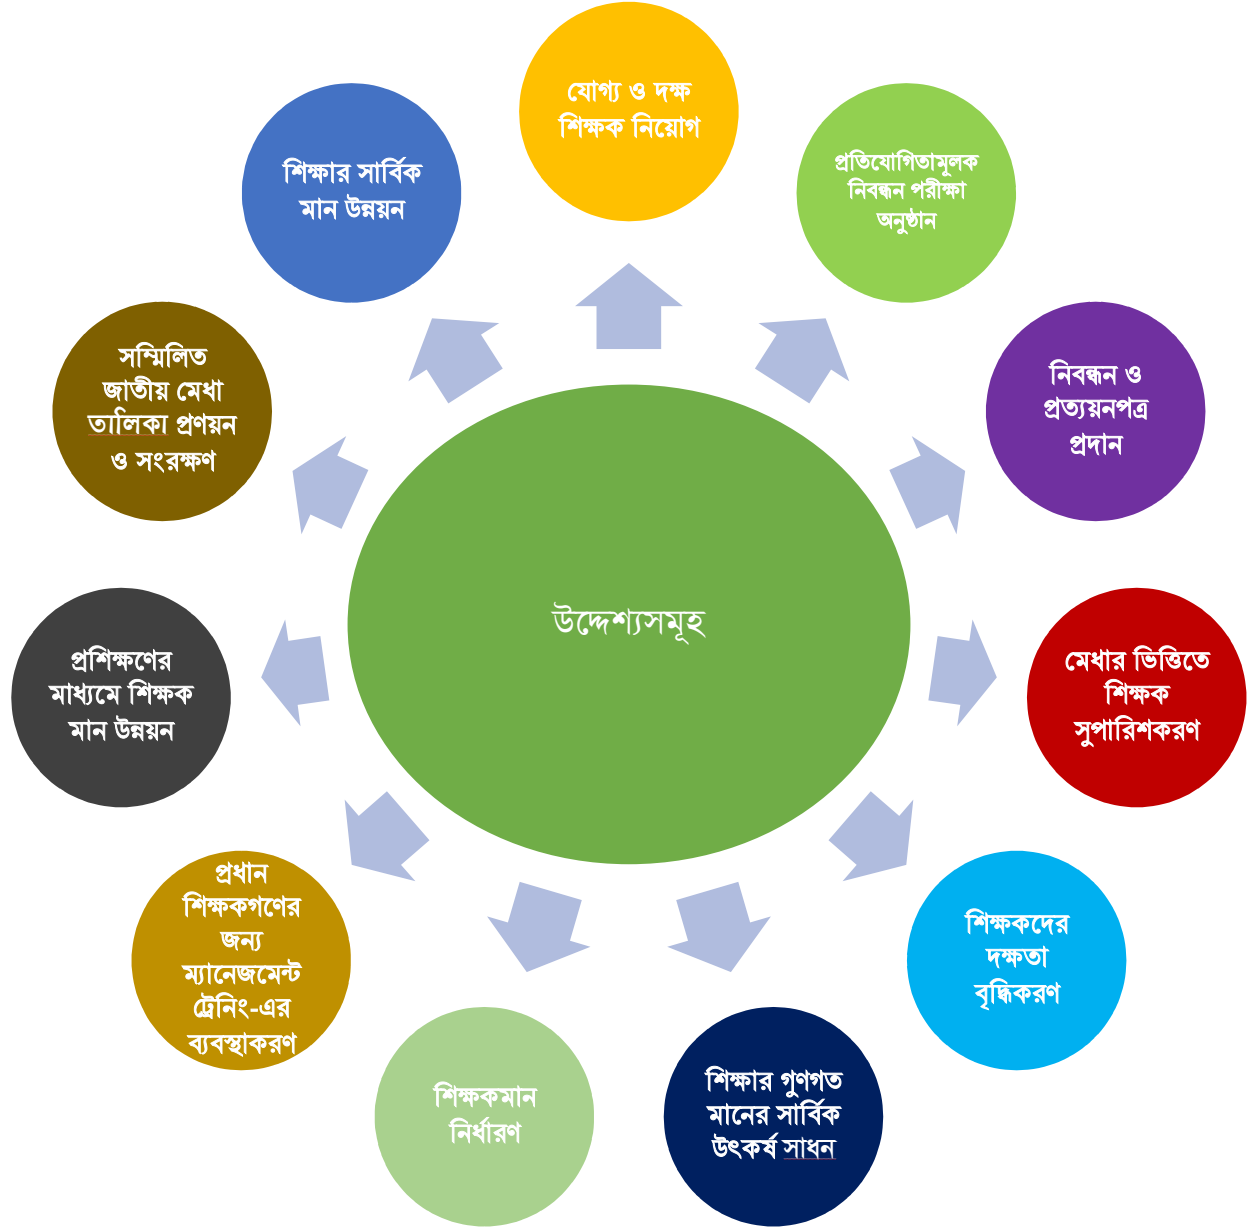 যোগ্য ও দক্ষ
শিক্ষক নিয়োগ
প্রতিযোগিতামূলক
নিবন্ধন পরীক্ষা
অনুষ্ঠান
নিবন্ধন ও
প্রত্যয়নপত্র
প্রদান
মেধার ভিত্তিতে
শিক্ষক
সুপারিশকরণ
শিক্ষকদের
দক্ষতা
বৃদ্ধিকরণ
শিক্ষার গুণগত
মানের সার্বিক
উৎকর্ষ সাধন
শিক্ষকমান
নির্ধারণ
প্রধান
শিক্ষকগণের
জন্য
ম্যানেজমেন্ট
ট্রেনিং-এর
ব্যবস্থাকরণ
প্রশিক্ষণের
মাধ্যমে শিক্ষক
মান উন্নয়ন
সম্মিলিত
জাতীয় মেধা
তালিকা প্রণয়ন
ও সংরক্ষণ
শিক্ষার সার্বিক
মান উন্নয়ন
উদ্দেশ্যসমূহ